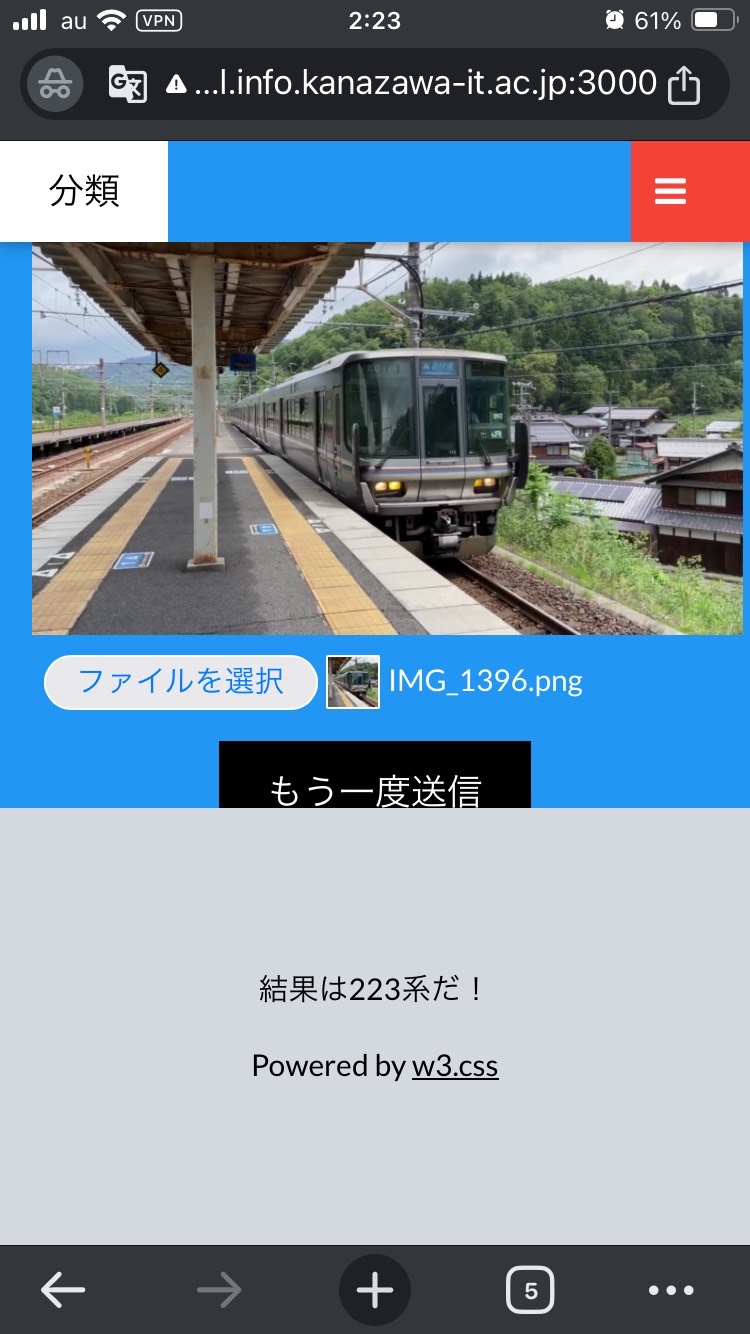 au VPN 2:23 61%
...l.info.kanazawa-it.ac.jp:3000
分類
ファイルを選択 IMG_1396.png
もう一度送信
結果は223系だ！
Powered by w3.css
5